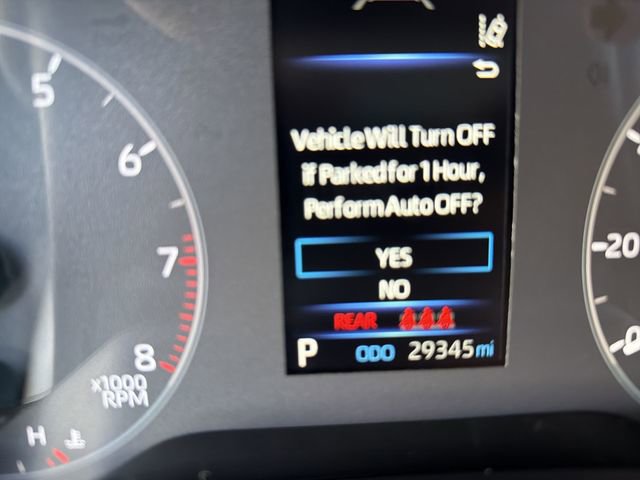 5
6
7
8
x1000
RPM
H
Vehicle Will Turn OFF
if Parked for 1 Hour,
Perform Auto OFF?
YES
NO
REAR
P ODO 29345 mi
20